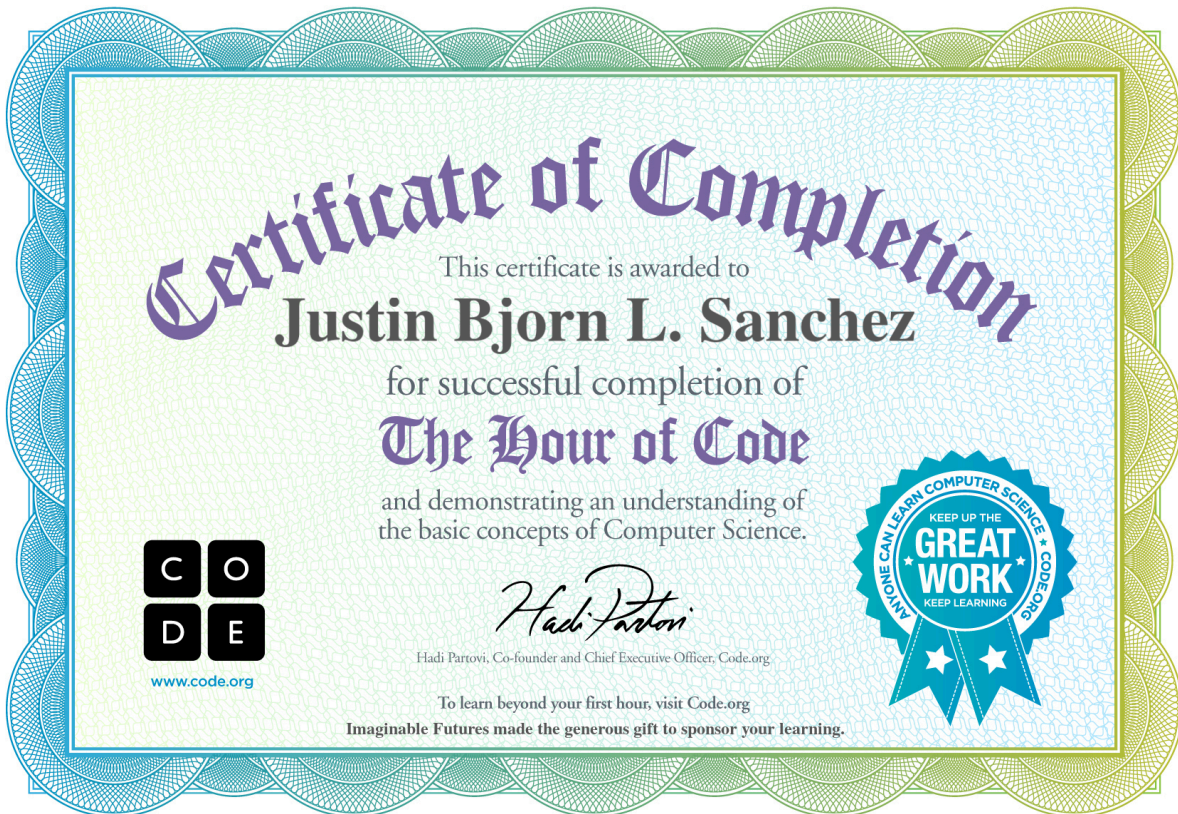 Certificate of Completion
This certificate is awarded to
Justin Bjorn L. Sanchez
for successful completion of
The Hour of Code
and demonstrating an understanding of
the basic concepts of Computer Science.
C O
D E
www.code.org
Hadi Partovi
Hadi Partovi, Co-founder and Chief Executive Officer, Code.org
To learn beyond your first hour, visit Code.org
Imaginable Futures made the generous gift to sponsor your learning.
ANYONE CAN LEARN COMPUTER SCIENCE ★ CODE.ORG
KEEP UP THE
GREAT
WORK
KEEP LEARNING